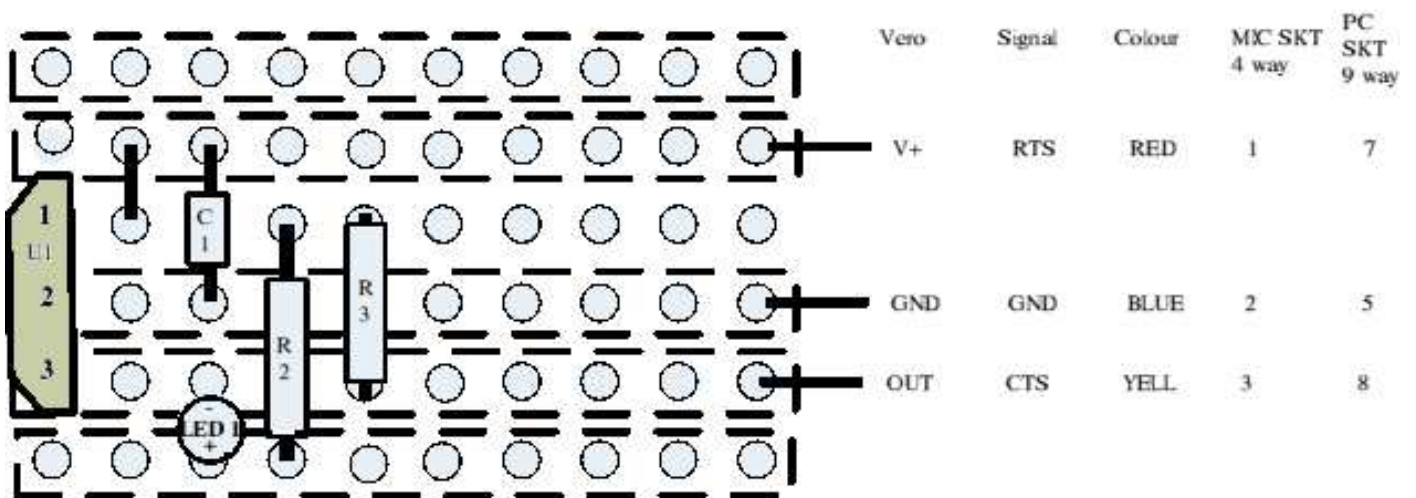 Vero Signal Colour MIC SKT 4 way PC SKT 9 way
V+ RTS RED 1 7
GND GND BLUE 2 5
OUT CTS YELL 3 8
1
U1
2
3
C
1
R
2
R
3
-
LED 1
+